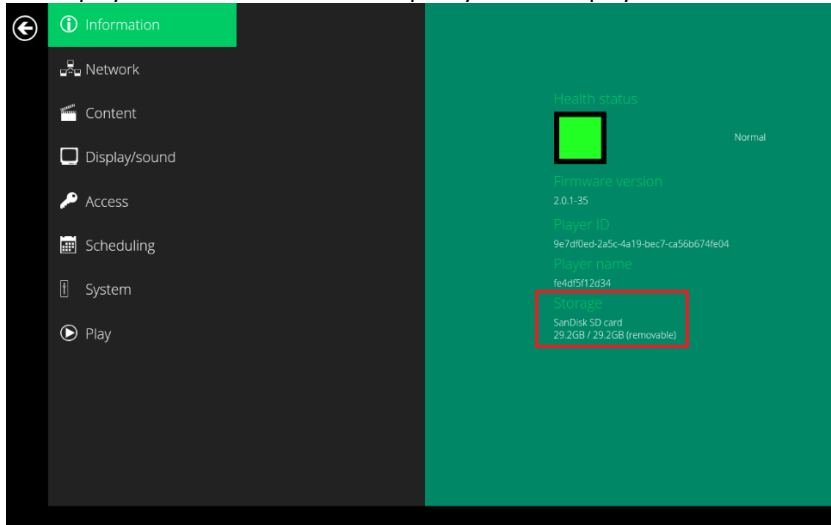 Information
Network
Content
Display/sound
Access
Scheduling
System
Play
Health status
Normal
Firmware version
2.0.1-35
Player ID
9e7df0ed-2a5c-4a19-bec7-ca56b674fe04
Player name
fe4df5f12d34
Storage
SanDisk SD card
29.2GB / 29.2GB (removable)